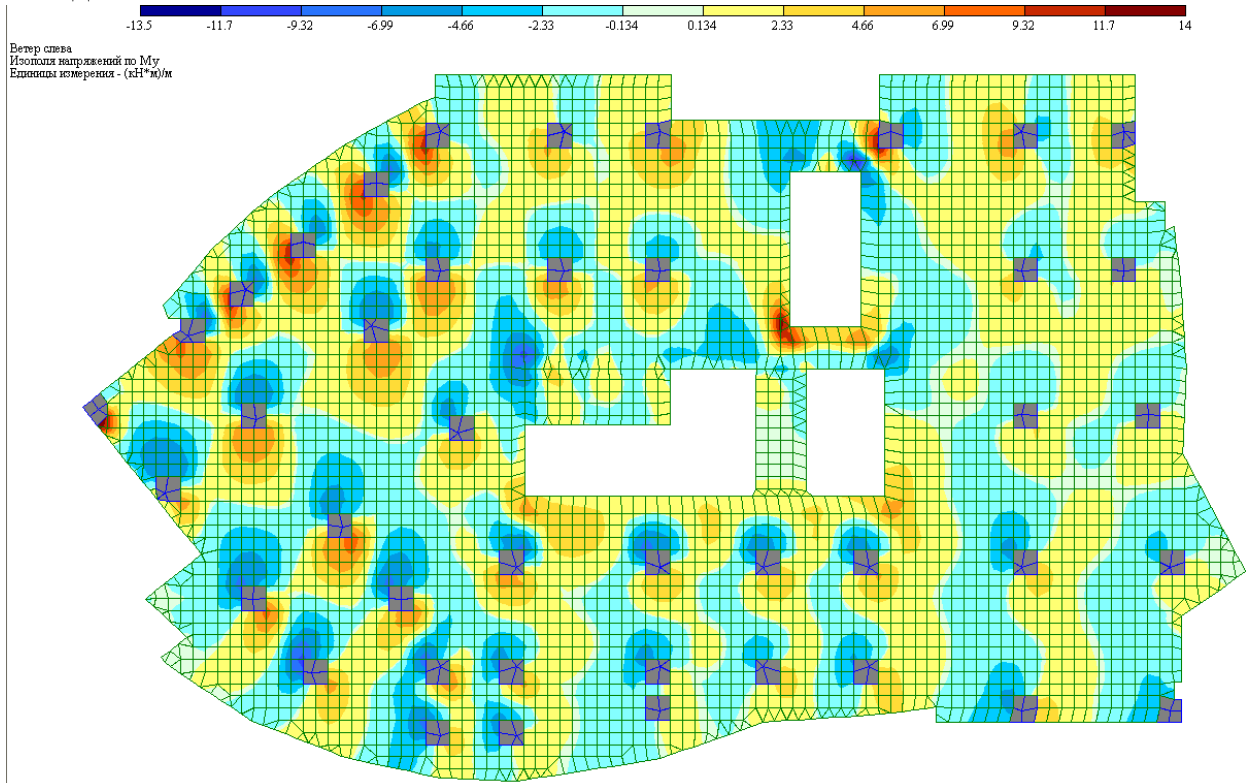 -13.5 -11.7 -9.32 -6.99 -4.66 -2.33 -0.134 0.134 2.33 4.66 6.99 9.32 11.7 14
Ветер слева
Изополя напряжений по My
Единицы измерения - (кН*м)/м